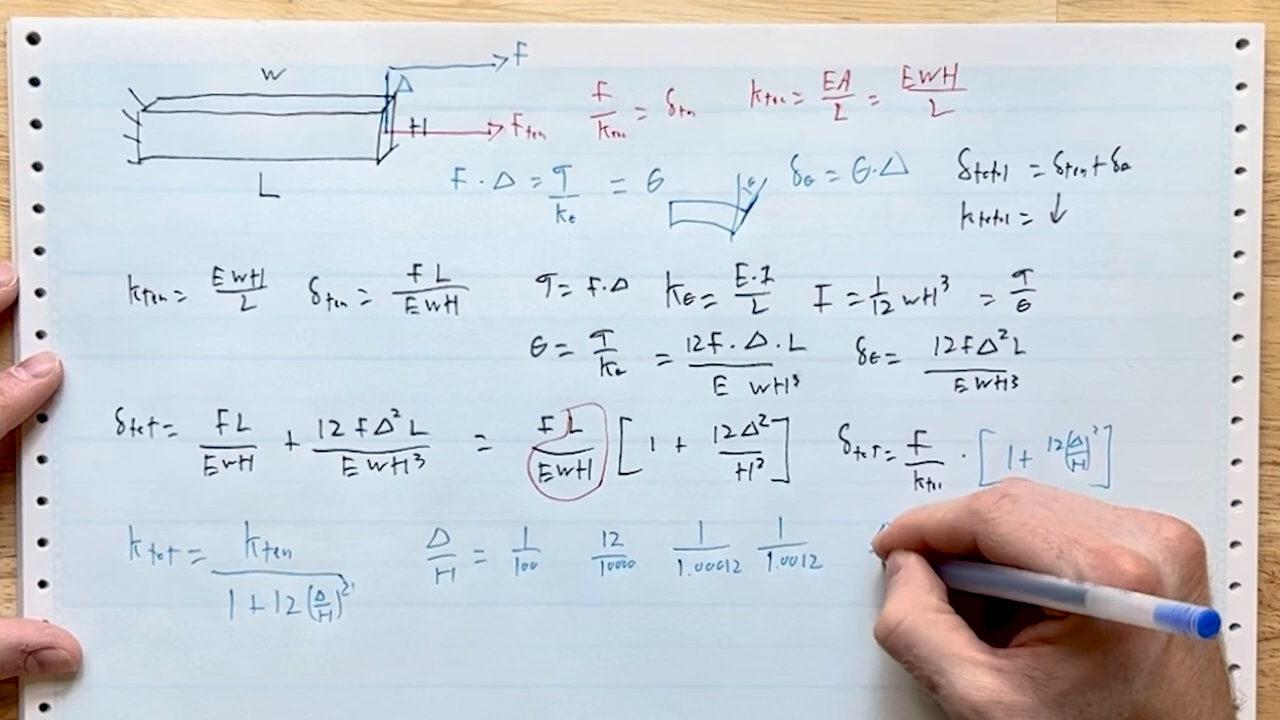 W
F
Δ
H
F_ten
L
F/k_ten = δ_ten
k_ten = EA/L = EWH/L
F · Δ = T/k_θ = θ
θ
δ_θ = θ·Δ
δ_total = δ_ten + δ_θ
k_total = ↓
k_ten = EWH/L δ_ten = FL/EWH T = F·Δ k_θ = E·I/L I = 1/12 WH³ = T/θ
θ = T/k_θ = 12F·Δ·L/E WH³ δ_θ = 12FΔ²L/EWH³
δ_tot = FL/EWH + 12FΔ²L/EWH³ = FL/EWH [1 + 12Δ²/H²] δ_tot = F/k_ten · [1 + 12(Δ/H)²]
k_tot = k_ten/1 + 12(Δ/H)² Δ/H = 1/100 12/10000 1/1.00012 1/1.0012